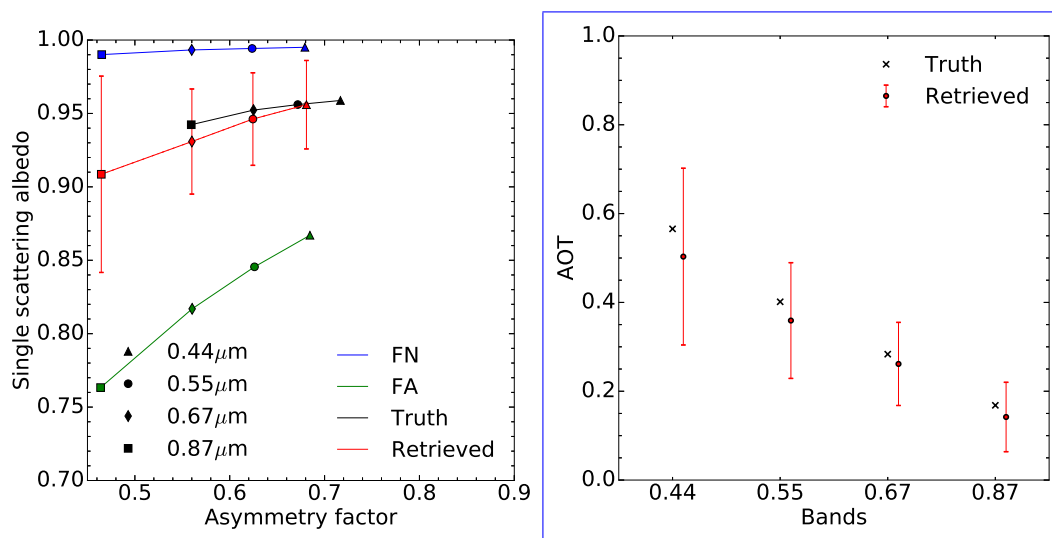 1.00
0.95
0.90
0.85
0.80
0.75
0.70
Single scattering albedo
0.5
0.6
0.7
0.8
0.9
Asymmetry factor
0.44μm
0.55μm
0.67μm
0.87μm
FN
FA
Truth
Retrieved
1.0
0.8
0.6
0.4
0.2
0.0
AOT
0.44
0.55
0.67
0.87
Bands
Truth
Retrieved